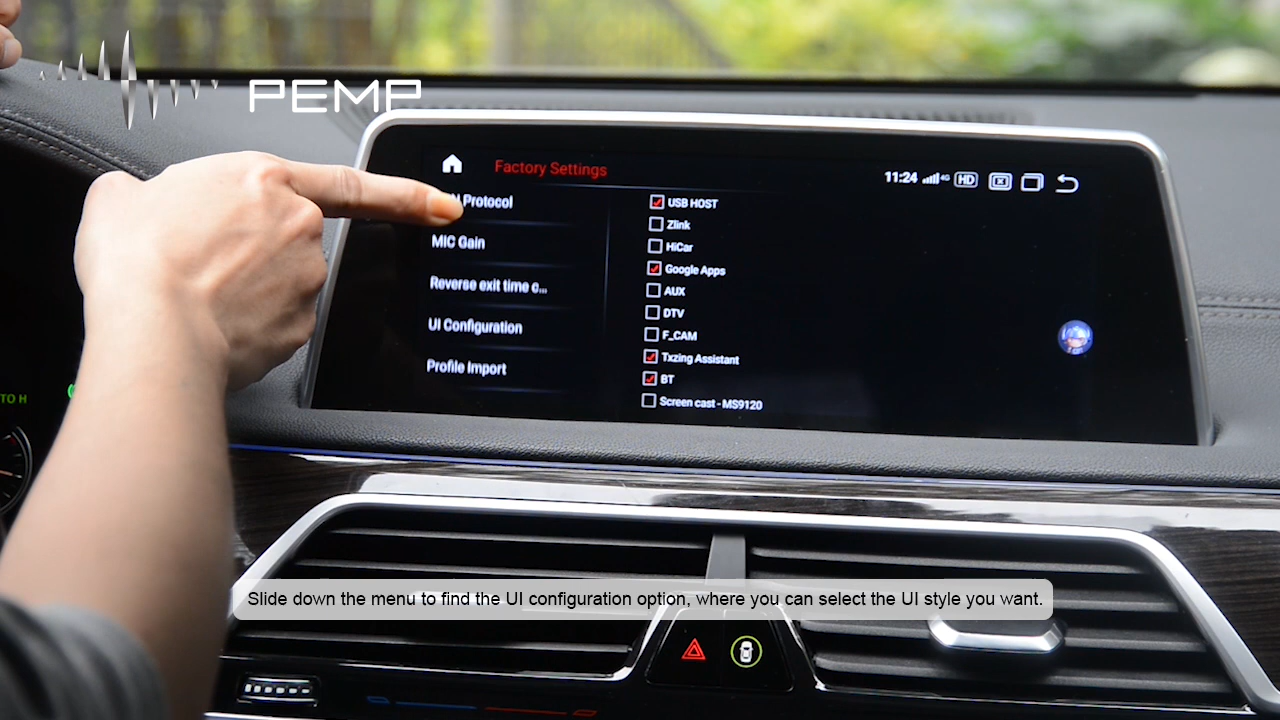 PEMP
Factory Settings
11:24
4G
HD
Protocol
MIC Gain
Reverse exit time o...
UI Configuration
Profile Import
USB HOST
Zlink
HiCar
Google Apps
AUX
DTV
F_CAM
Txzing Assistant
BT
Screen cast - MS9120
TO H
Slide down the menu to find the UI configuration option, where you can select the UI style you want.